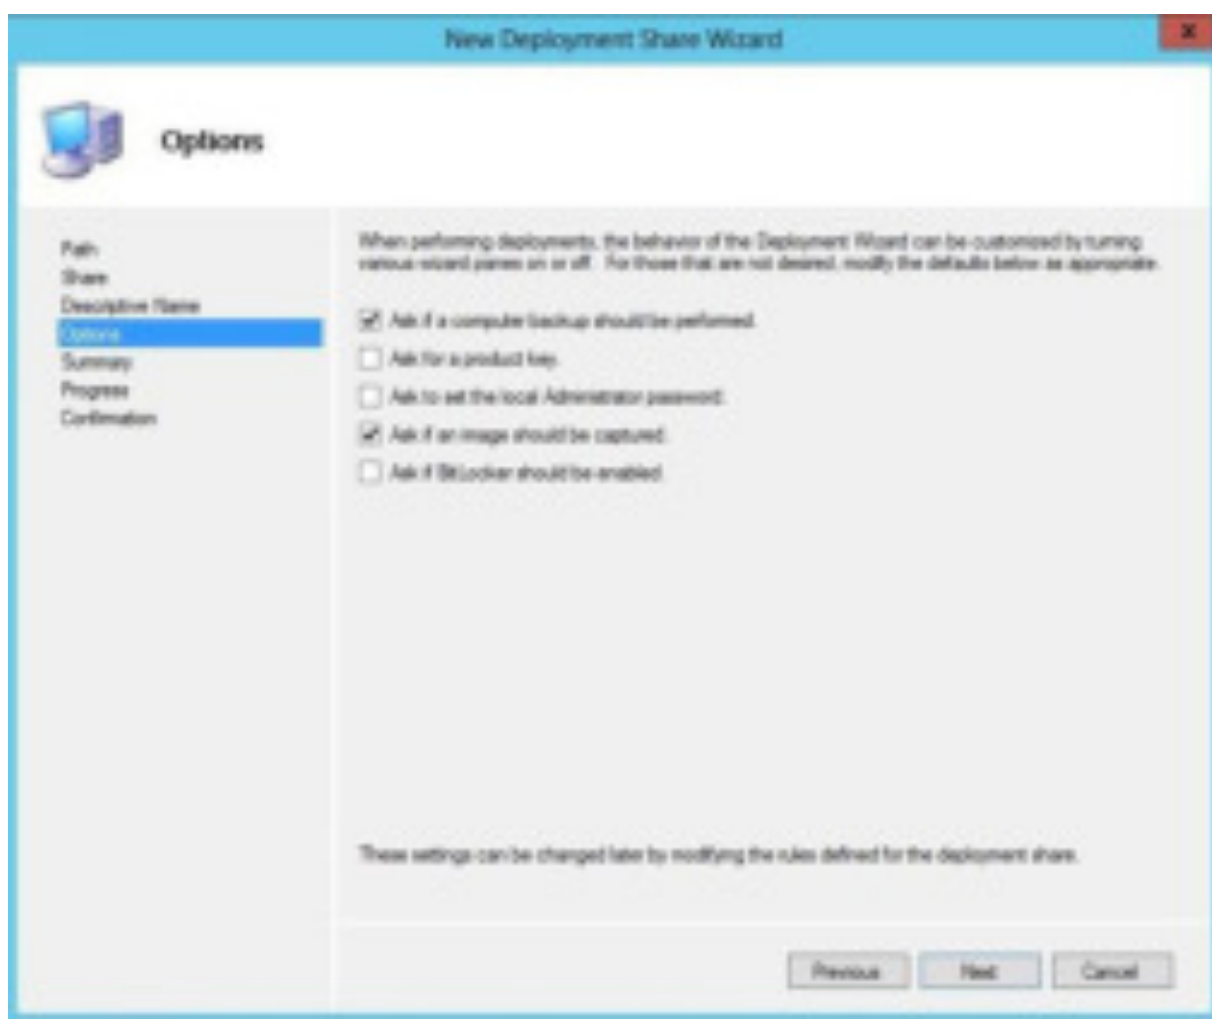 New Deployment Share Wizard
Options
Path
Share
Descriptive Name
Options
Summary
Progress
Confirmation
When performing deployments, the behavior of the Deployment Wizard can be customized by turning
various wizard panes on or off. For those that are not desired, modify the defaults below as appropriate.
Ask if a computer backup should be performed.
Ask for a product key.
Ask to set the local Administrator password.
Ask if an image should be captured.
Ask if BitLocker should be enabled.
These settings can be changed later by modifying the rules defined for the deployment share.
Previous
Next
Cancel